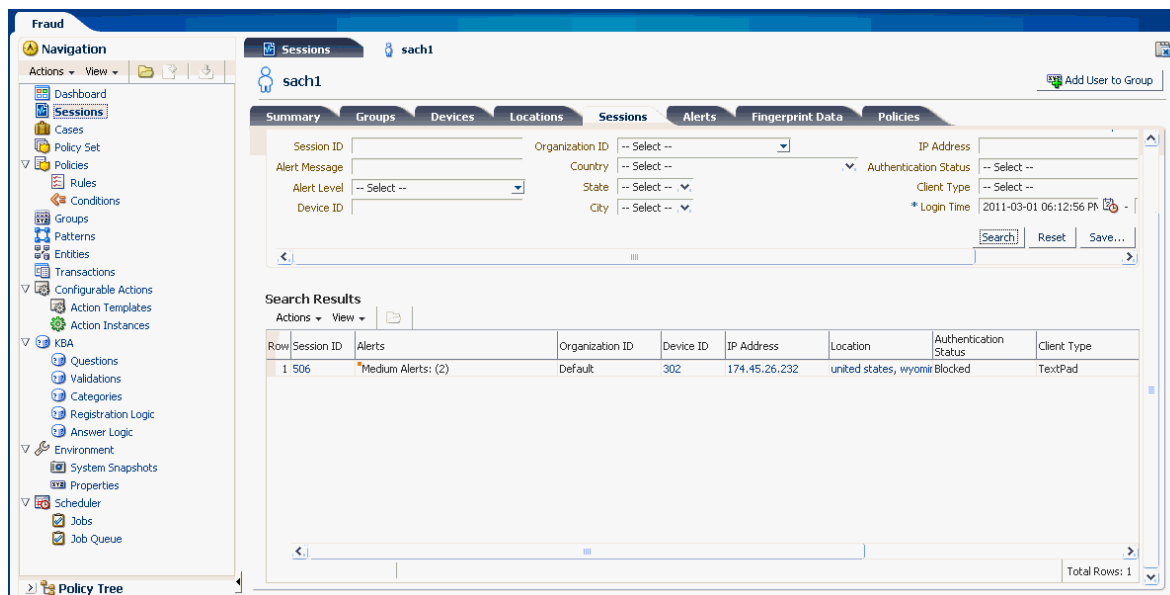 Fraud
Navigation
Actions View
Dashboard
Sessions
Cases
Policy Set
Policies
Rules
Conditions
Groups
Patterns
Entities
Transactions
Configurable Actions
Action Templates
Action Instances
KBA
Questions
Validations
Categories
Registration Logic
Answer Logic
Environment
System Snapshots
Properties
Scheduler
Jobs
Job Queue
Policy Tree
Sessions sach1
sach1 Add User to Group
Summary Groups Devices Locations Sessions Alerts Fingerprint Data Policies
Session ID Organization ID -- Select -- IP Address
Alert Message Country -- Select -- Authentication Status -- Select --
Alert Level -- Select -- State -- Select -- Client Type -- Select --
Device ID City -- Select -- * Login Time 2011-03-01 06:12:56 PM -
Search Reset Save...
Search Results
Actions View
Row Session ID Alerts Organization ID Device ID IP Address Location Authentication Status Client Type
1 506 Medium Alerts: (2) Default 302 174.45.26.232 united states, wyomin Blocked TextPad
Total Rows: 1